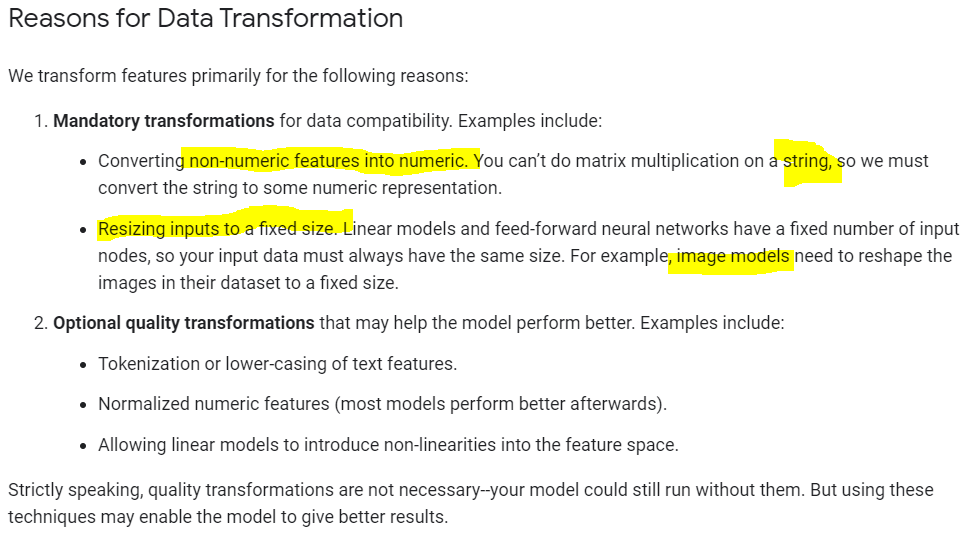 Reasons for Data Transformation
We transform features primarily for the following reasons:
1. Mandatory transformations for data compatibility. Examples include:
• Converting non-numeric features into numeric. You can’t do matrix multiplication on a string, so we must
convert the string to some numeric representation.
• Resizing inputs to a fixed size. Linear models and feed-forward neural networks have a fixed number of input
nodes, so your input data must always have the same size. For example, image models need to reshape the
images in their dataset to a fixed size.
2. Optional quality transformations that may help the model perform better. Examples include:
• Tokenization or lower-casing of text features.
• Normalized numeric features (most models perform better afterwards).
• Allowing linear models to introduce non-linearities into the feature space.
Strictly speaking, quality transformations are not necessary--your model could still run without them. But using these
techniques may enable the model to give better results.